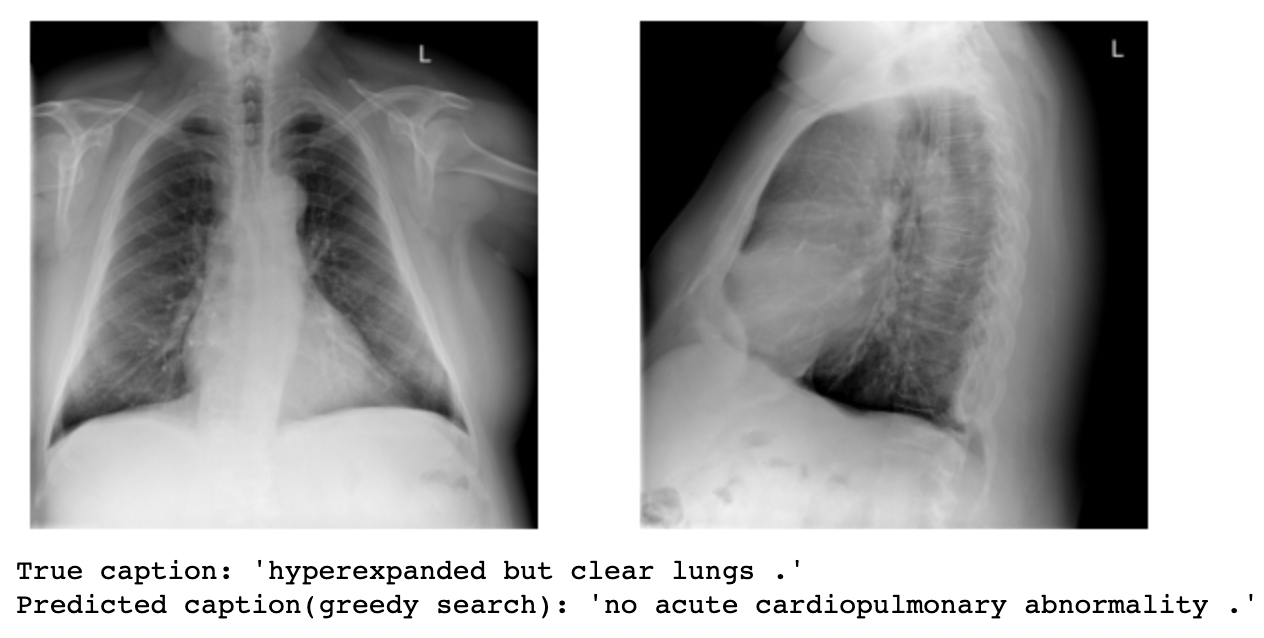 L
L
True caption: 'hyperexpanded but clear lungs .'
Predicted caption(greedy search): 'no acute cardiopulmonary abnormality .'